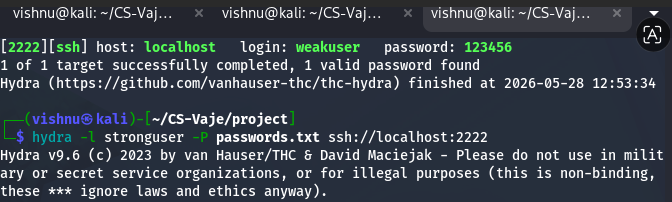 vishnu@kali: ~/CS-Vaje/project... vishnu@kali: ~/CS-Vaj... vishnu@kali: ~/CS-Vaj...
[2222][ssh] host: localhost   login: weakuser   password: 123456
1 of 1 target successfully completed, 1 valid password found
Hydra (https://github.com/vanhauser-thc/thc-hydra) finished at 2026-05-28 12:53:34
┌──(vishnu㉿kali)-[~/CS-Vaje/project]
└─$ hydra -l stronguser -P passwords.txt ssh://localhost:2222
Hydra v9.6 (c) 2023 by van Hauser/THC & David Maciejak - Please do not use in milit
ary or secret service organizations, or for illegal purposes (this is non-binding,
these *** ignore laws and ethics anyway).